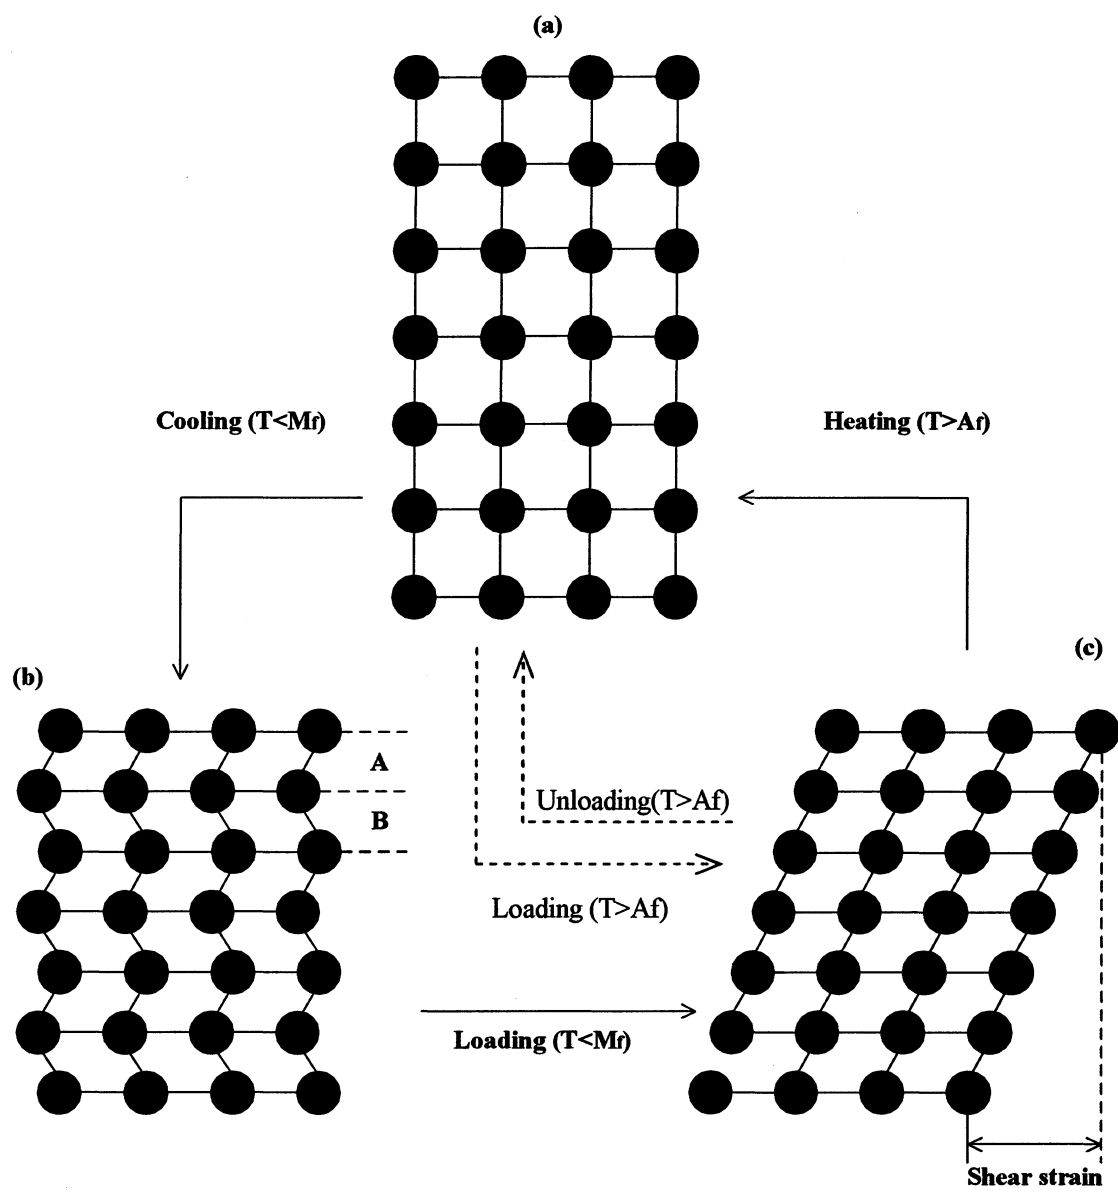 (a)
Cooling (T<Mf)
Heating (T>Af)
(b)
(c)
A
B
Unloading(T>Af)
Loading (T>Af)
Loading (T<Mf)
Shear strain